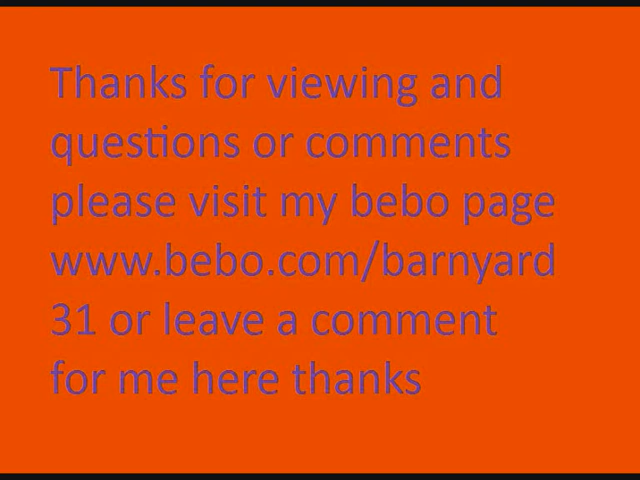 Thanks for viewing and
questions or comments
please visit my bebo page
www.bebo.com/barnyard
31 or leave a comment
for me here thanks